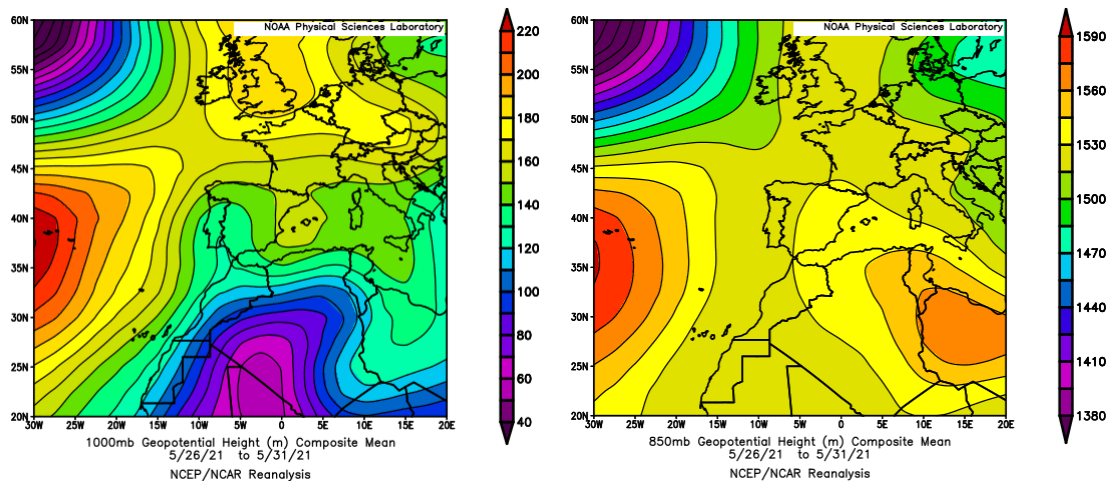 NOAA Physical Sciences Laboratory
60N
55N
50N
45N
40N
35N
30N
25N
20N
30W 25W 20W 15W 10W 5W 0 5E 10E 15E 20E
220
200
180
160
140
120
100
80
60
40
1000mb Geopotential Height (m) Composite Mean
5/26/21 to 5/31/21
NCEP/NCAR Reanalysis
NOAA Physical Sciences Laboratory
60N
55N
50N
45N
40N
35N
30N
25N
20N
30W 25W 20W 15W 10W 5W 0 5E 10E 15E 20E
1590
1560
1530
1500
1470
1440
1410
1380
850mb Geopotential Height (m) Composite Mean
5/26/21 to 5/31/21
NCEP/NCAR Reanalysis